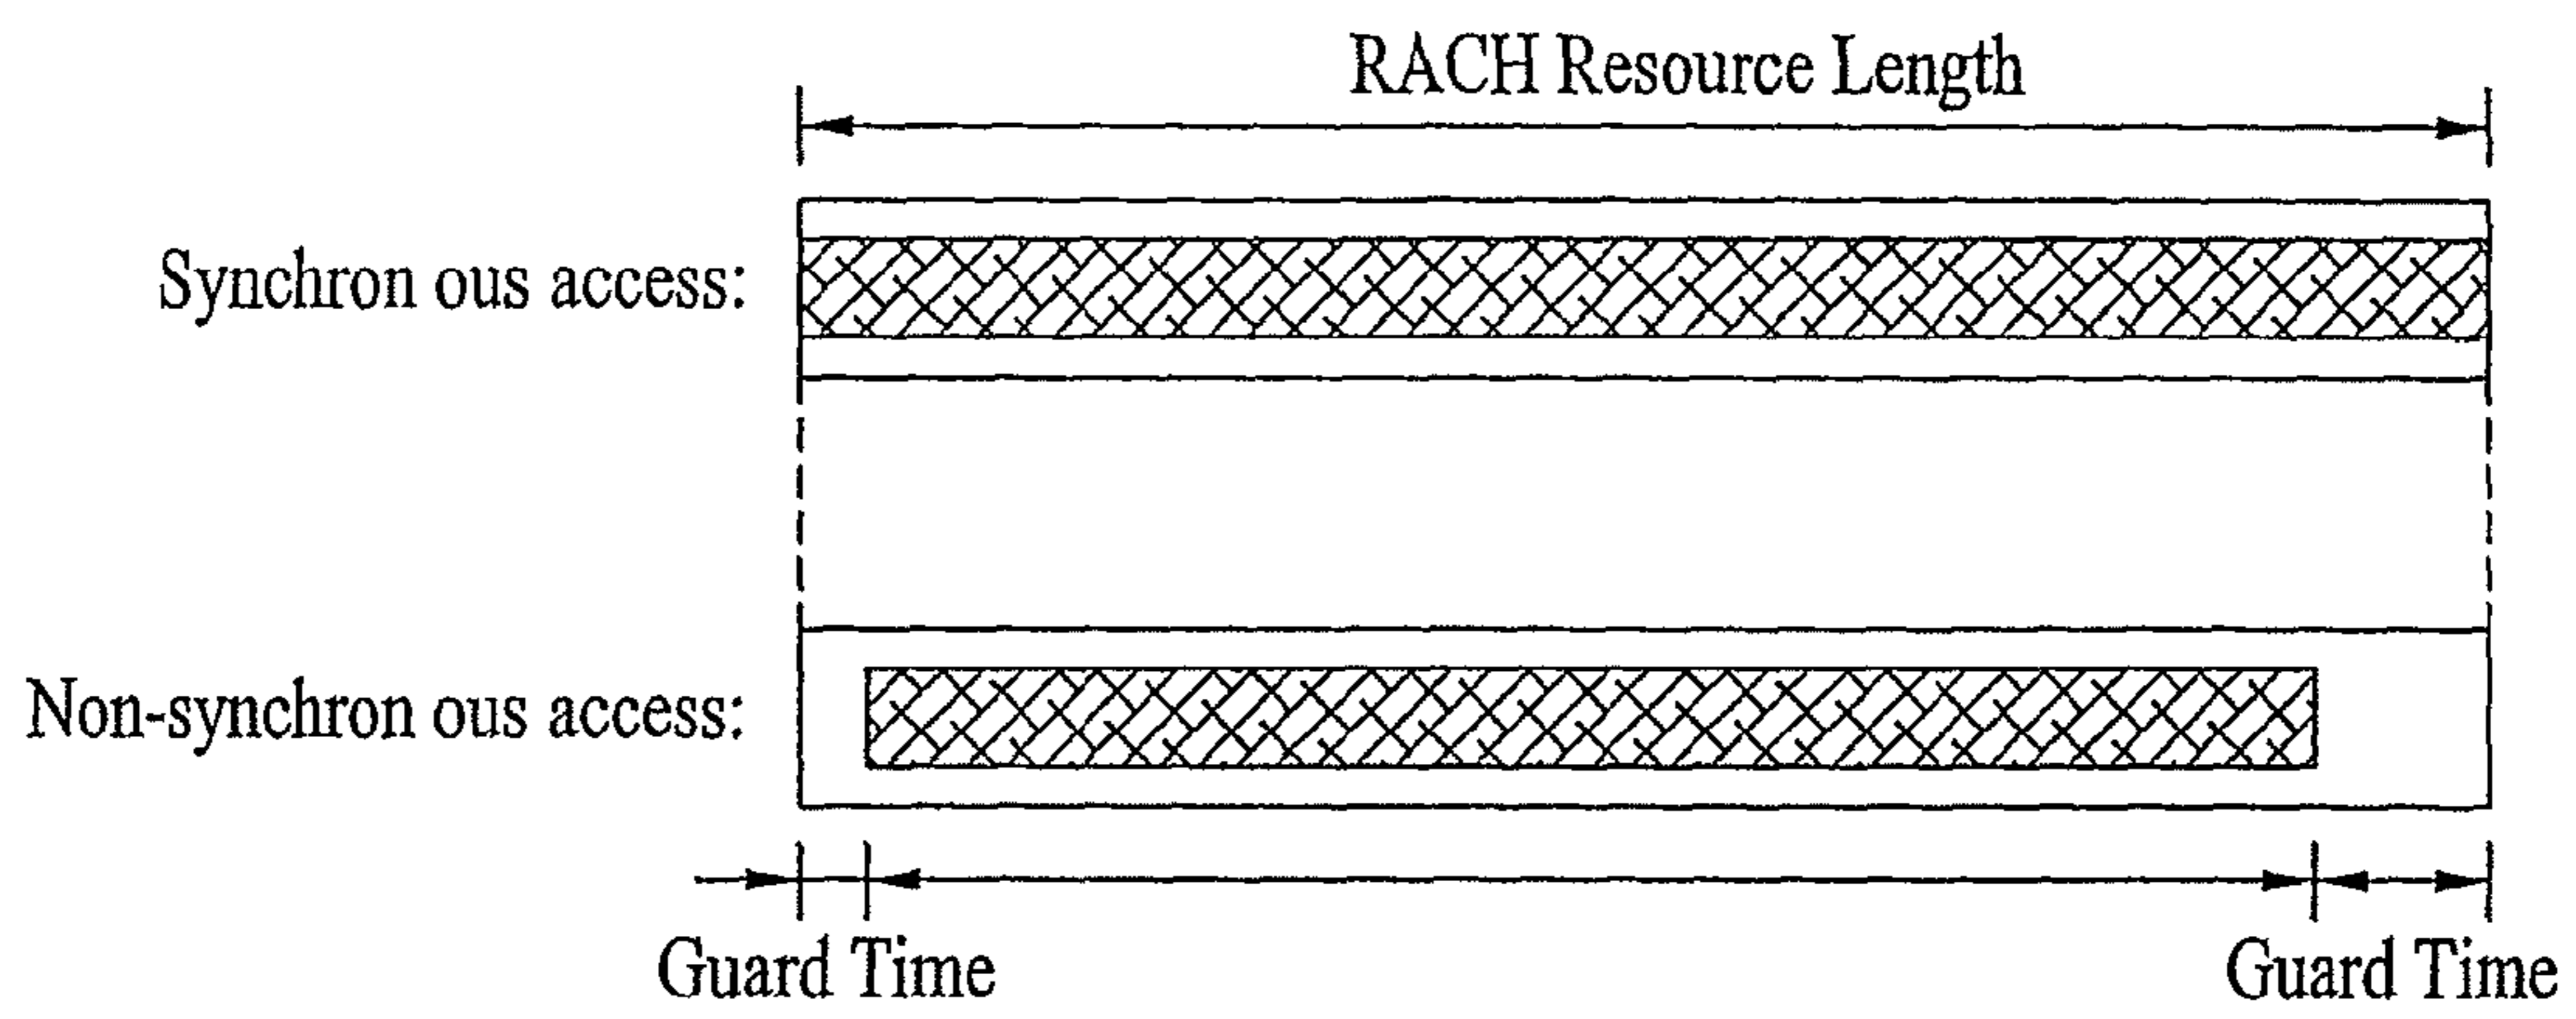 RACH Resource Length
Synchron ous access:
Non-synchron ous access:
Guard Time
Guard Time